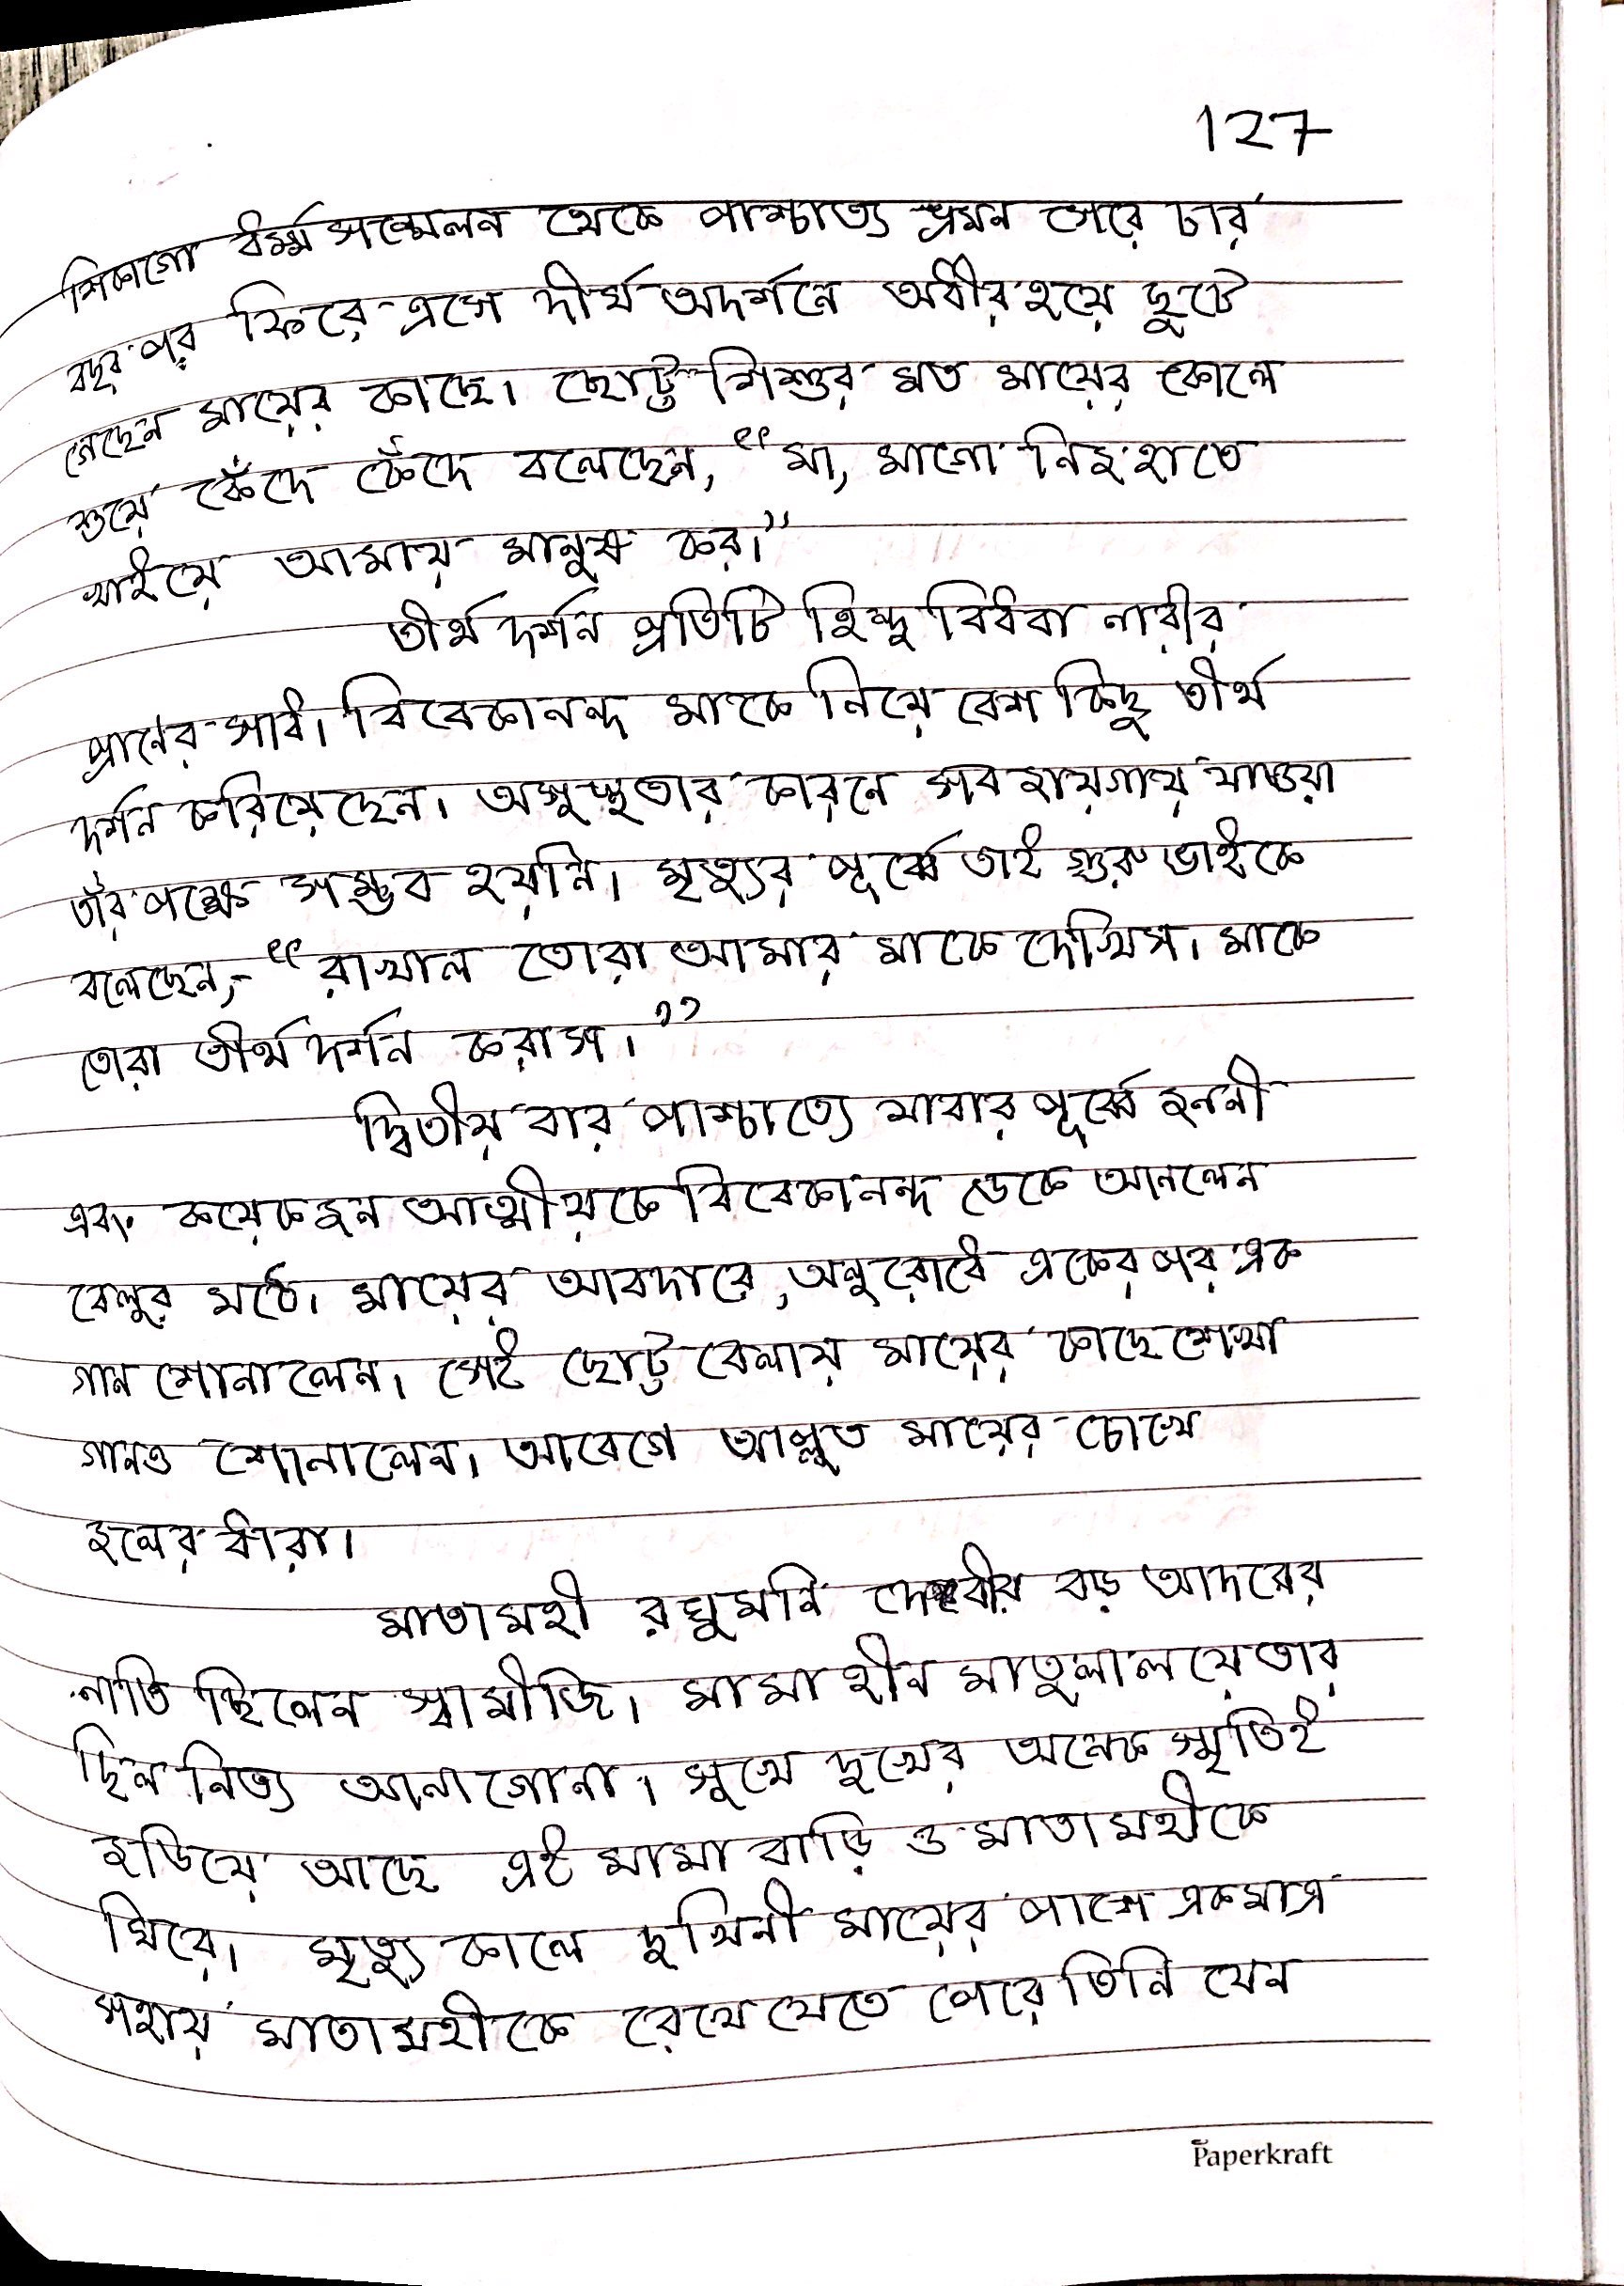 127
শিকাগো ধর্ম্মসম্মেলন থেকে পাশ্চাত্য ভ্রমন সেরে চার
বছর পর ফিরে এসে দীর্ঘ অদর্শনে অধীর হয়ে ছুটে
গেছেন মায়ের কাছে। ছোট্ট শিশুর মত মায়ের কোলে
শুয়ে কেঁদে কেঁদে বলেছেন, “মা, মাগো নিজ হাতে
খাইয়ে আমায় মানুষ কর।”
তীর্থ দর্শন প্রতিটি হিন্দু বিধবা নারীর
প্রাণের সাধ। বিবেকানন্দ মাকে নিয়ে বেশ কিছু তীর্থ
দর্শন করিয়েছেন। অসুস্থতার কারনে সব জায়গায় যাওয়া
তাঁর পক্ষে সম্ভব হয়নি। মৃত্যুর পূর্ব্বে তাই গুরুভাইকে
বলেছেন,- “রাখাল তোরা আমার মাকে দেখিস। মাকে
তোরা তীর্থ দর্শন করাস।”
দ্বিতীয় বার পাশ্চাত্যে যাবার পূর্ব্বে জননী
এবং কয়েকজন আত্মীয়কে বিবেকানন্দ ডেকে আনলেন
বেলুর মঠে। মায়ের আবদারে, অনুরোধে একের পর এক
গান শোনালেন। সেই ছোট্ট বেলায় মায়ের কাছে শেখা
গানও শোনালেন। আবেগে আপ্লুত মায়ের চোখে
জলের ধারা।
মাতামহী রঘুমনি দেবীর বড় আদরের
নাতি ছিলেন স্বামীজি। মামাহীন মাতুলালয়ে তার
ছিল নিত্য আনাগোনা। সুখে দুখের অনেক স্মৃতিই
জড়িয়ে আছে এই মামা বাড়ি ও মাতামহীকে
ঘিরে। মৃত্যু কালে দুখিনী মায়ের পাশে একমাত্র
সহায় মাতামহীকে রেখে যেতে পেরে তিনি যেন
Paperkraft